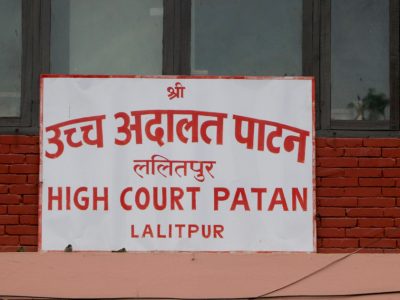 श्री
उच्च अदालत पाटन
ललितपुर
HIGH COURT PATAN
LALITPUR